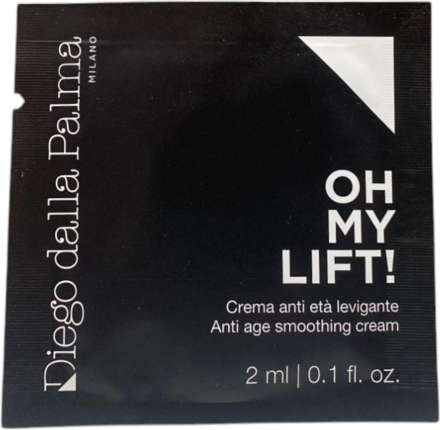 Diego dalla Palma
MILANO
OH
MY
LIFT!
Crema anti età levigante
Anti age smoothing cream
2 ml | 0.1 fl. oz.